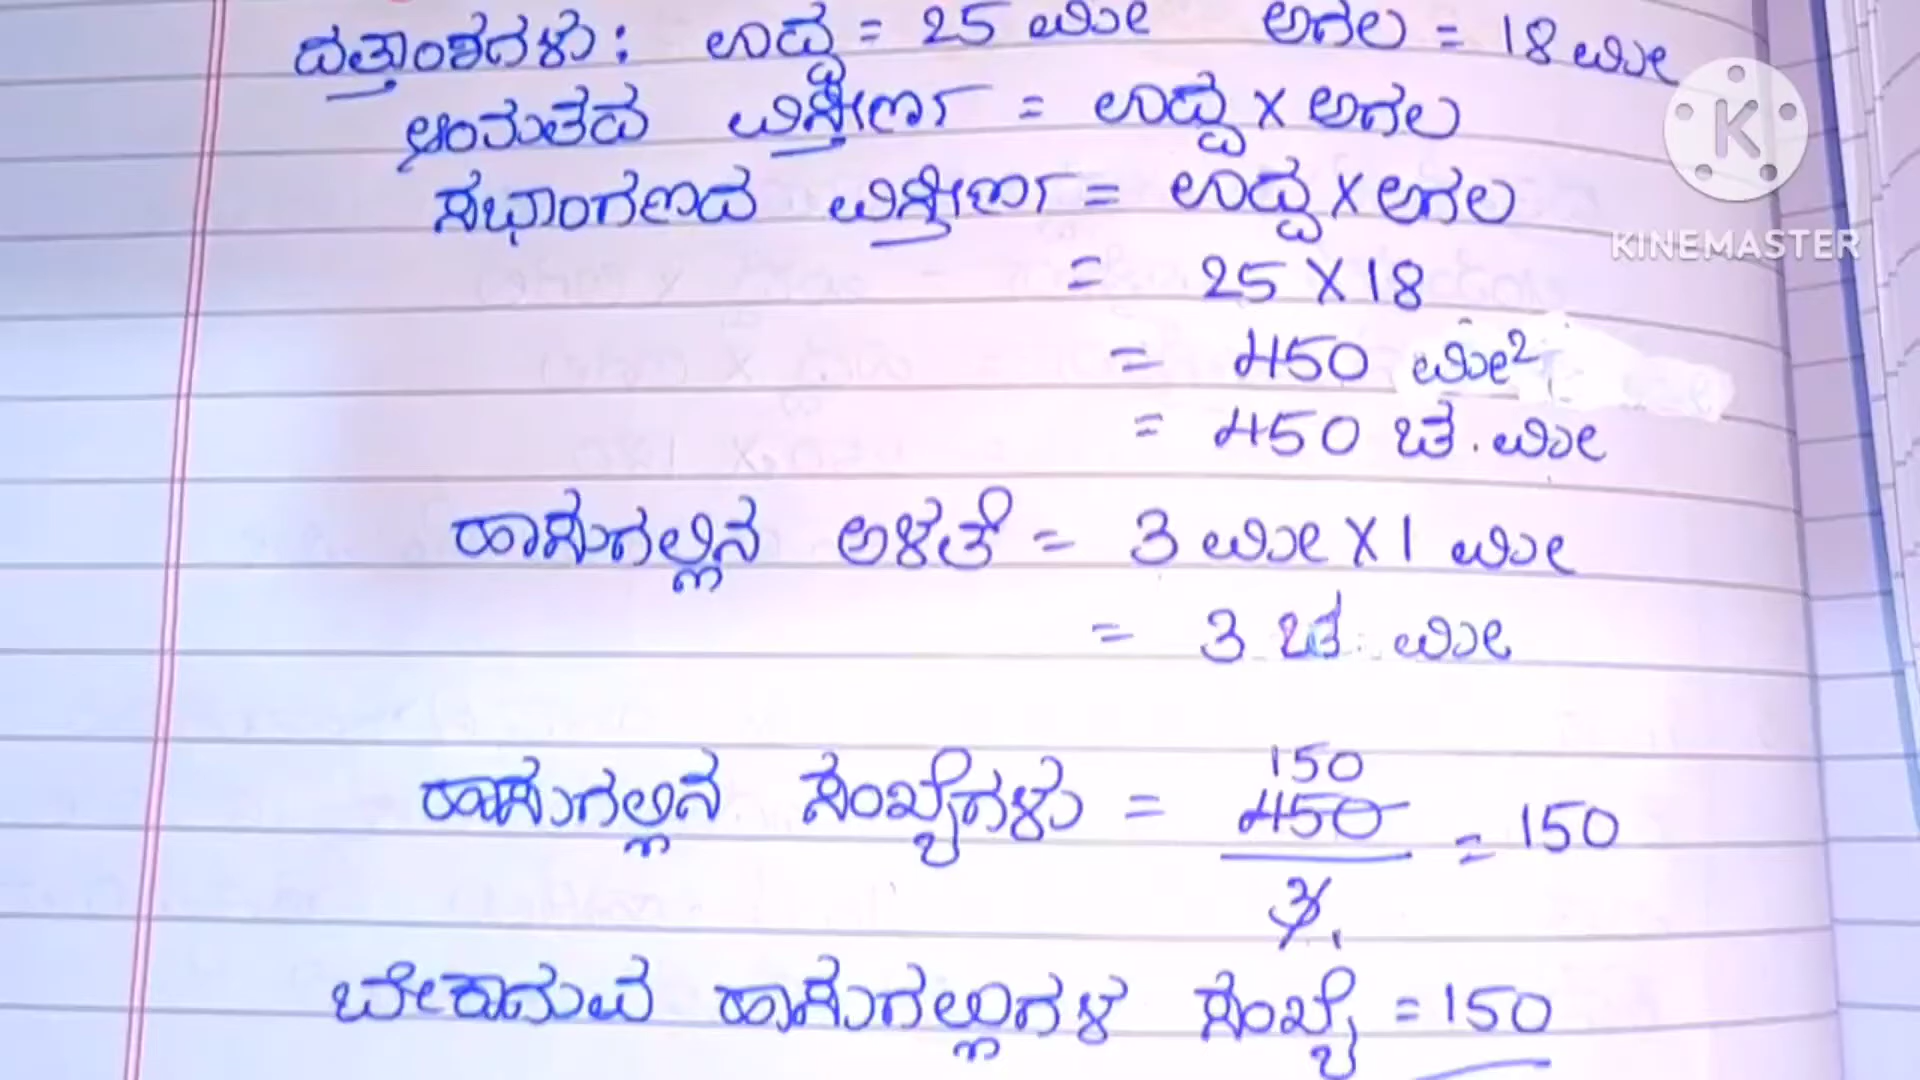 ದತ್ತಾಂಶಗಳು: ಉದ್ದ = 25 ಮೀ ಅಗಲ = 18 ಮೀ
ಆಯತದ ವಿಸ್ತೀರ್ಣ = ಉದ್ದ X ಅಗಲ
ಸಭಾಂಗಣದ ವಿಸ್ತೀರ್ಣ = ಉದ್ದ X ಅಗಲ
= 25 X 18
= 450 ಮೀ²
= 450 ಚ. ಮೀ
ಹಾಸುಗಲ್ಲಿನ ಅಳತೆ = 3 ಮೀ X 1 ಮೀ
= 3 ಚ. ಮೀ
150
ಹಾಸುಗಲ್ಲಿನ ಸಂಖ್ಯೆಗಳು = 450 = 150
3 1
ಬೇಕಾಗುವ ಹಾಸುಗಲ್ಲುಗಳ ಸಂಖ್ಯೆ = 150
K
KINEMASTER